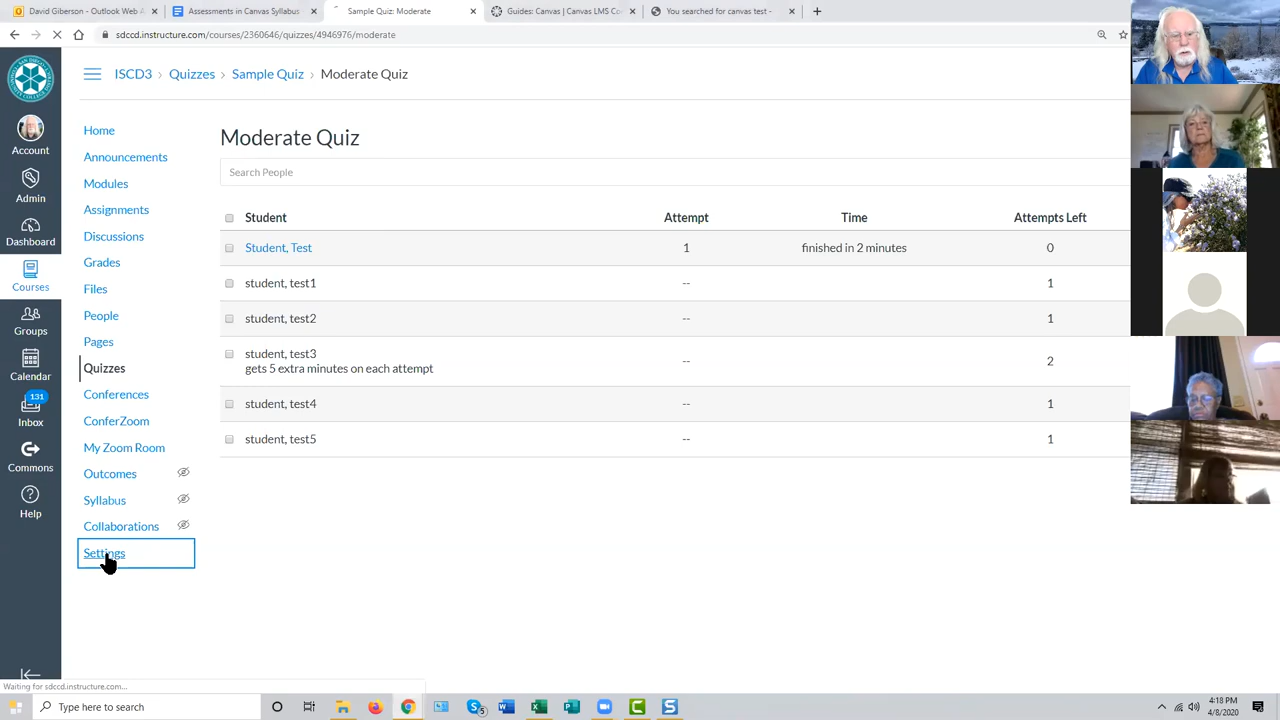 David Giberson - Outlook Web A
Assessments in Canvas Syllabus
Sample Quiz: Moderate
Guides: Canvas | Canvas LMS Co
You searched for canvas test -
sdccd.instructure.com/courses/2360646/quizzes/4946976/moderate
ISCD3 › Quizzes › Sample Quiz › Moderate Quiz
Account
Admin
Dashboard
Courses
Groups
Calendar
131
Inbox
Commons
Help
Home
Announcements
Modules
Assignments
Discussions
Grades
Files
People
Pages
Quizzes
Conferences
ConferZoom
My Zoom Room
Outcomes
Syllabus
Collaborations
Settings
Moderate Quiz
Search People
Student Attempt Time Attempts Left
Student, Test 1 finished in 2 minutes 0
student, test1 -- 1
student, test2 -- 1
student, test3 -- 2
gets 5 extra minutes on each attempt
student, test4 -- 1
student, test5 -- 1
Waiting for sdccd.instructure.com...
Type here to search
5
4:18 PM
4/8/2020